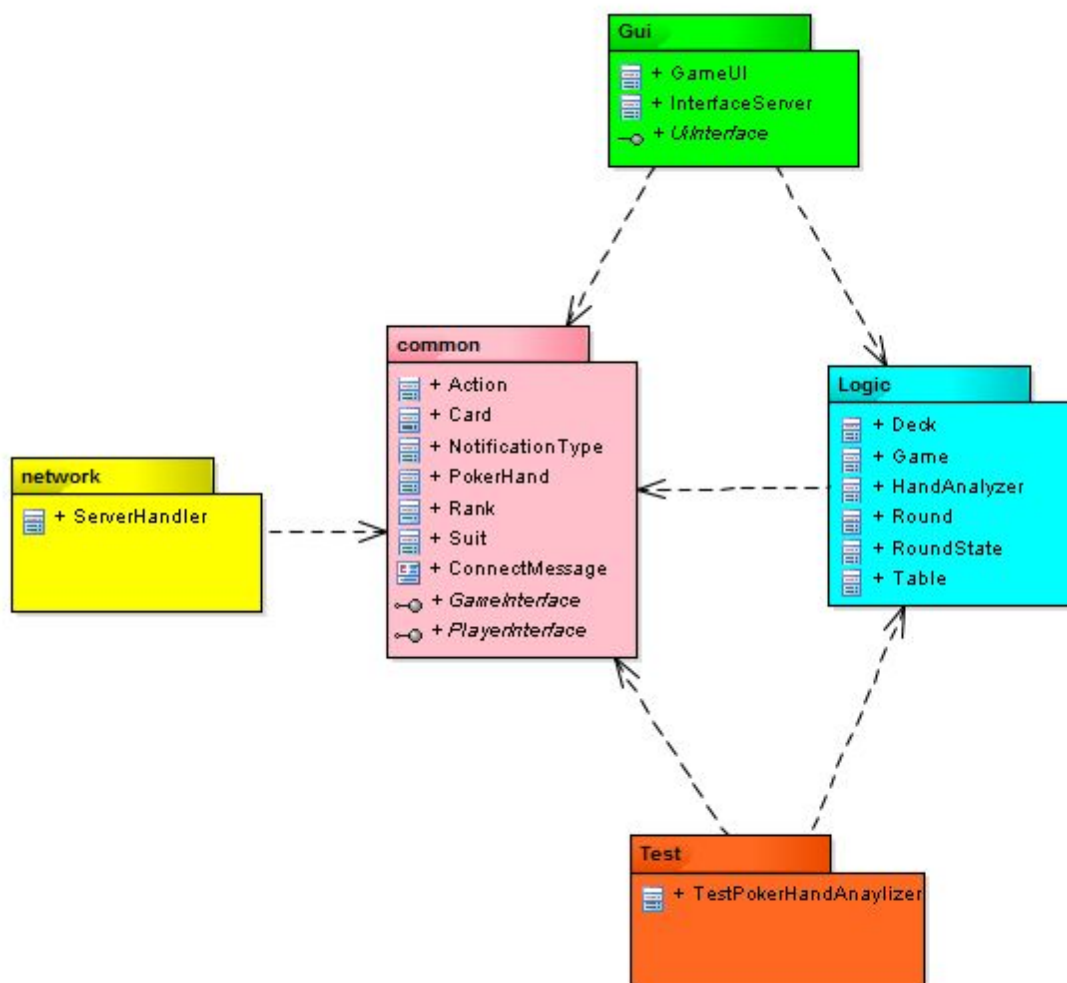 Gui
+ GameUI
+ InterfaceServer
+ UiInterface
common
+ Action
+ Card
+ NotificationType
+ PokerHand
+ Rank
+ Suit
+ ConnectMessage
+ GameInterface
+ PlayerInterface
Logic
+ Deck
+ Game
+ HandAnalyzer
+ Round
+ RoundState
+ Table
network
+ ServerHandler
Test
+ TestPokerHandAnaylizer